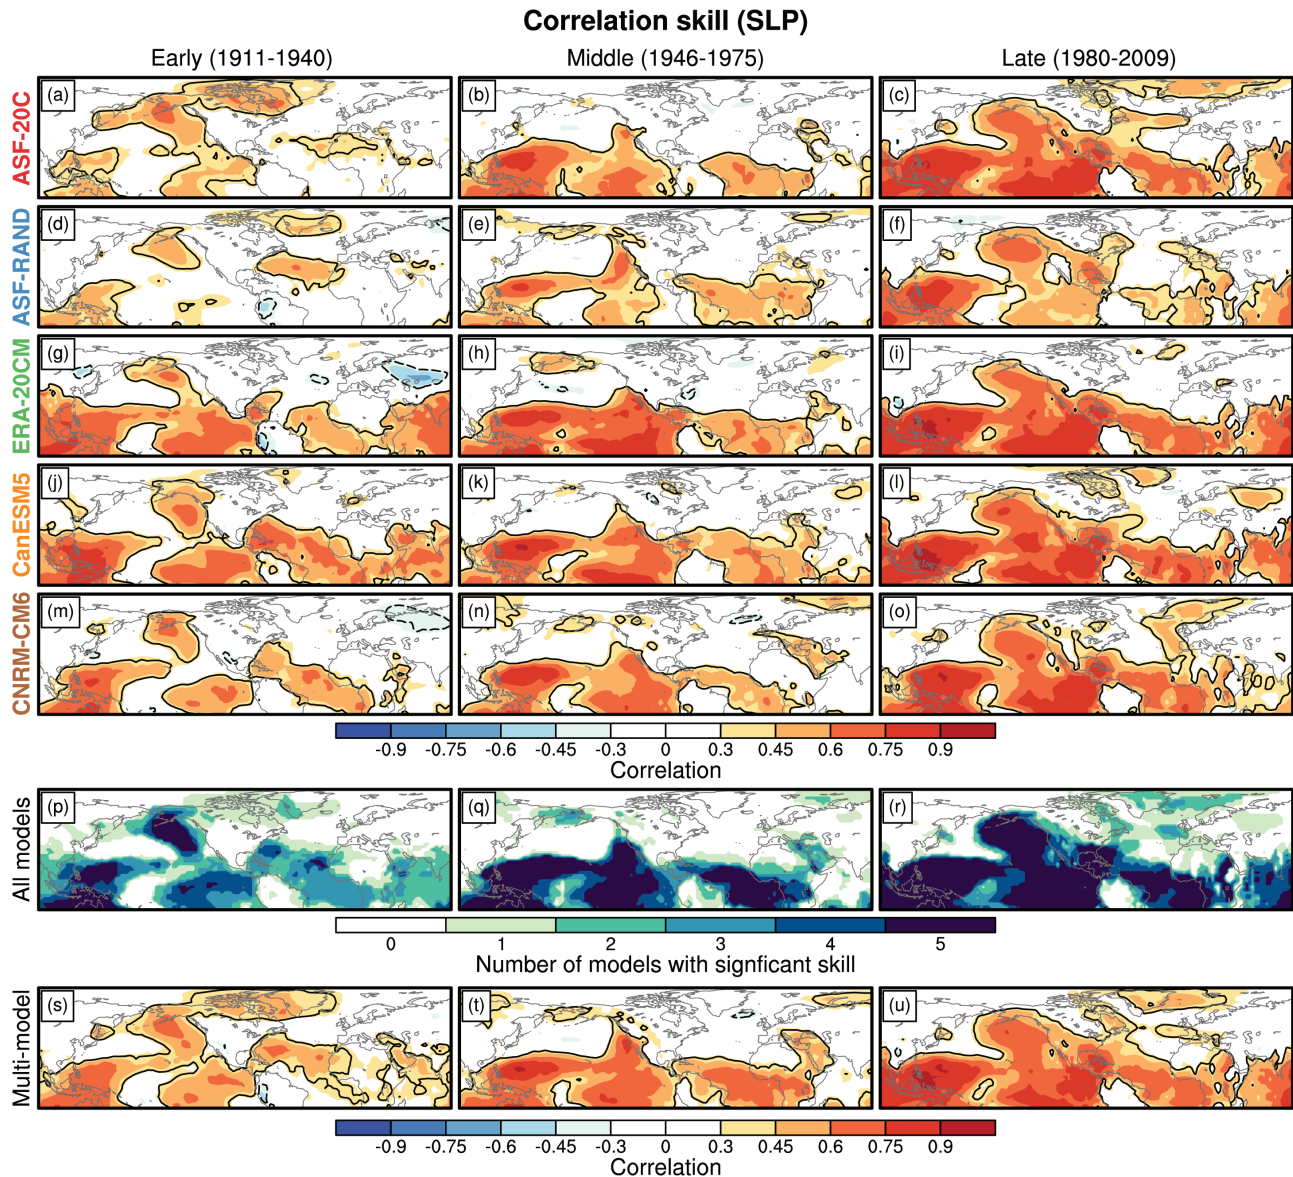 Correlation skill (SLP)
Early (1911-1940) Middle (1946-1975) Late (1980-2009)
ASF-20C
(a) (b) (c)
ASF-RAND
(d) (e) (f)
ERA-20CM
(g) (h) (i)
CanESM5
(j) (k) (l)
CNRM-CM6
(m) (n) (o)
-0.9 -0.75 -0.6 -0.45 -0.3 0 0.3 0.45 0.6 0.75 0.9
Correlation
All models
(p) (q) (r)
0 1 2 3 4 5
Number of models with signficant skill
Multi-model
(s) (t) (u)
-0.9 -0.75 -0.6 -0.45 -0.3 0 0.3 0.45 0.6 0.75 0.9
Correlation